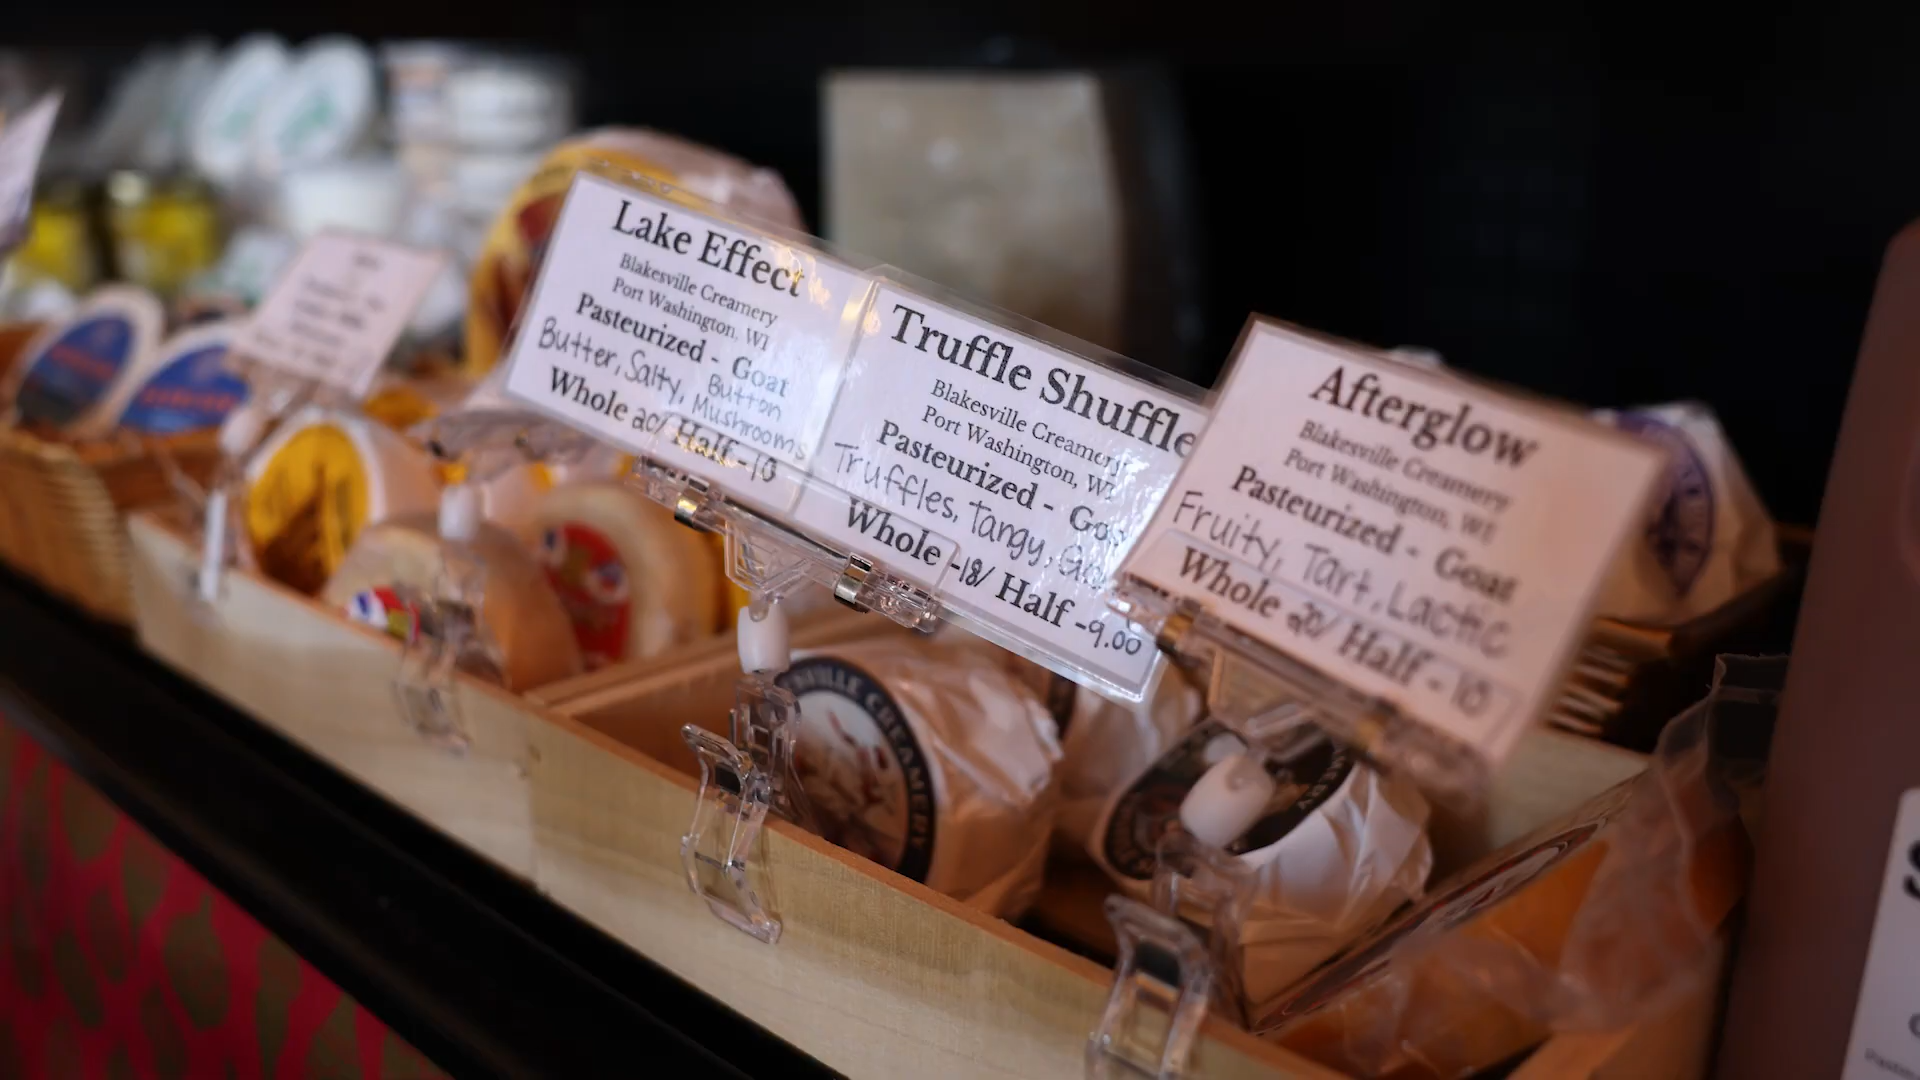 Lake Effect
Blakesville Creamery
Port Washington, WI
Pasteurized - Goat
Butter, Salty, Button
Mushrooms
Whole 20/ Half -10
Truffle Shuffle
Blakesville Creamery
Port Washington, WI
Pasteurized - Goat
Truffles, Tangy,
Whole -18/ Half -9.00
Afterglow
Blakesville Creamery
Port Washington, WI
Pasteurized - Goat
Fruity, Tart, Lactic
Whole 20/ Half - 10
VILLE CREAMERY